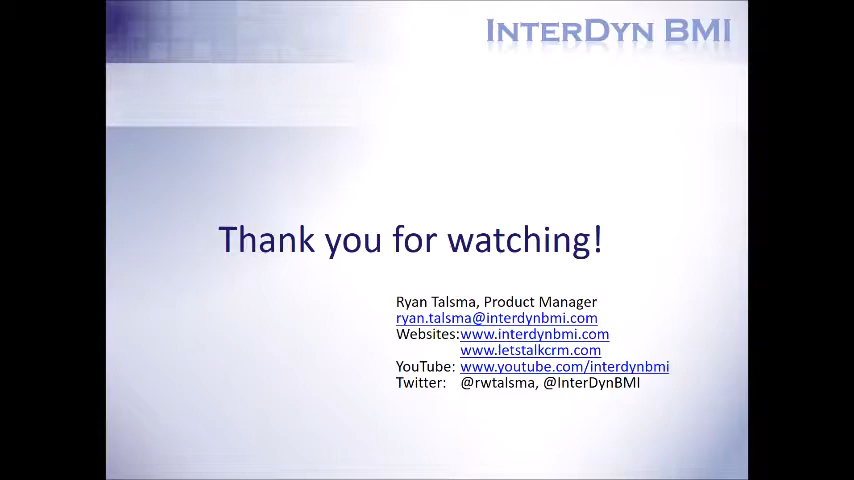 INTERDYN BMI
Thank you for watching!
Ryan Talsma, Product Manager
ryan.talsma@interdynbmi.com
Websites:www.interdynbmi.com
www.letstalkcrm.com
YouTube: www.youtube.com/interdynbmi
Twitter: @rwtalsma, @InterDynBMI